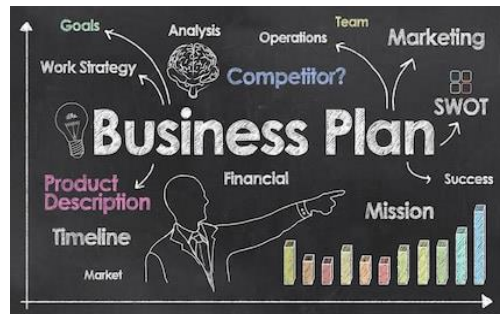 Goals
Analysis
Team
Operations
Marketing
Work Strategy
Competitor?
SWOT
Business Plan
Product
Description
Financial
Success
Mission
Timeline
Market